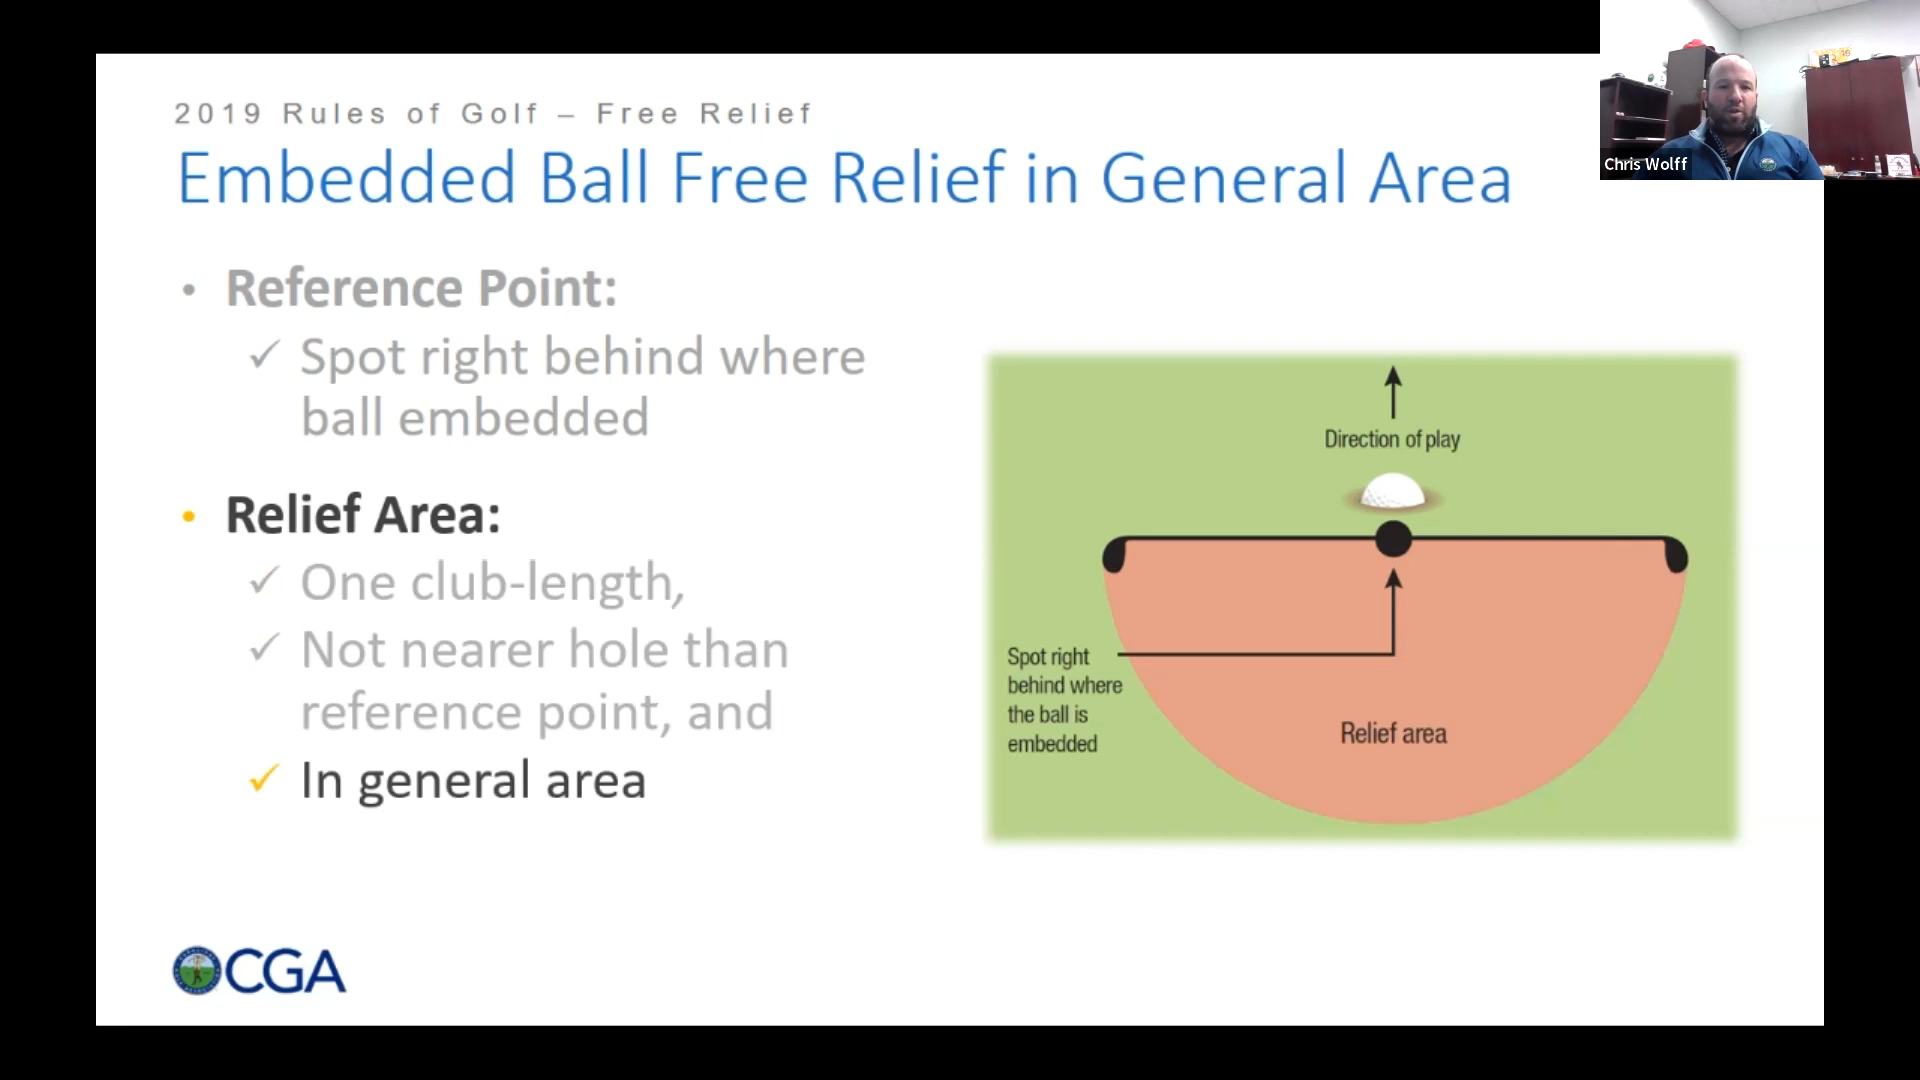 2019 Rules of Golf – Free Relief
Embedded Ball Free Relief in General Area
• Reference Point:
✓ Spot right behind where
ball embedded
• Relief Area:
✓ One club-length,
✓ Not nearer hole than
reference point, and
✓ In general area
Direction of play
Spot right
behind where
the ball is
embedded
Relief area
CGA
Chris Wolff